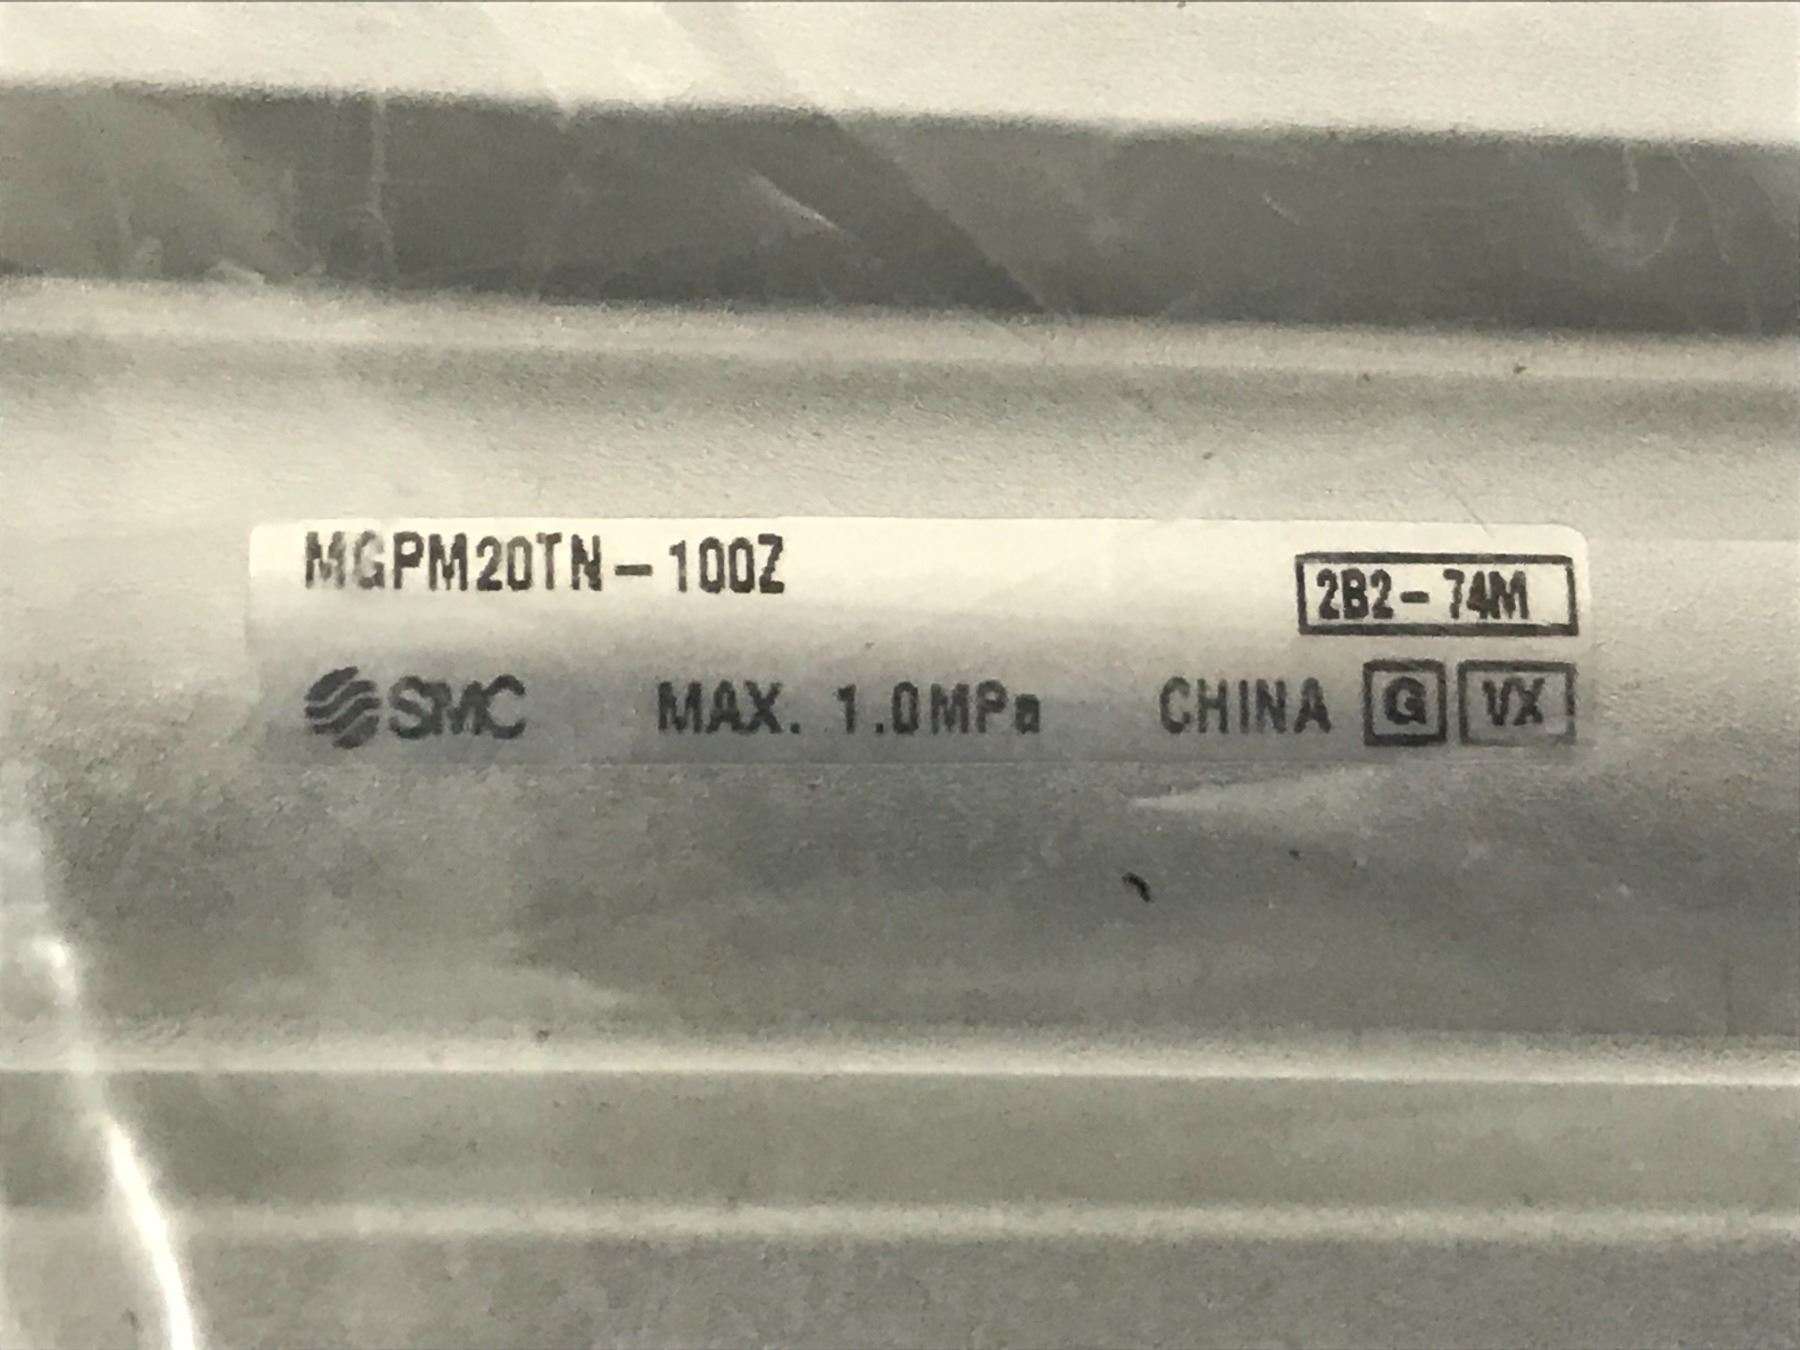 MGPM20TN-100Z
2B2-74M
SMC MAX. 1.0MPa CHINA G VX